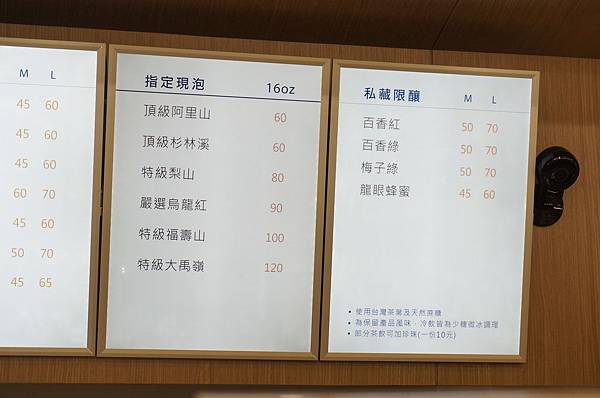 M L
45 60
45 60
45 60
60 70
45 60
50 70
45 65
指定現泡 16oz
頂級阿里山 60
頂級杉林溪 60
特級梨山 80
嚴選烏龍紅 90
特級福壽山 100
特級大禹嶺 120
私藏限釀 M L
百香紅 50 70
百香綠 50 70
梅子綠 50 70
龍眼蜂蜜 45 60
• 使用台灣茶葉及天然蔗糖
• 為保留產品風味，冷飲皆為少糖微冰調理
• 部分茶飲可加珍珠(一份10元)